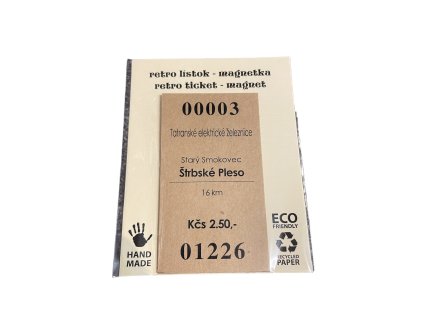 retro lístok - magnetka
retro ticket - magnet
00003
Tatranské elektrické železnice
Starý Smokovec
Štrbské Pleso
16 km
Kčs 2.50,-
01226
HAND
MADE
ECO
FRIENDLY
RECYCLED
PAPER